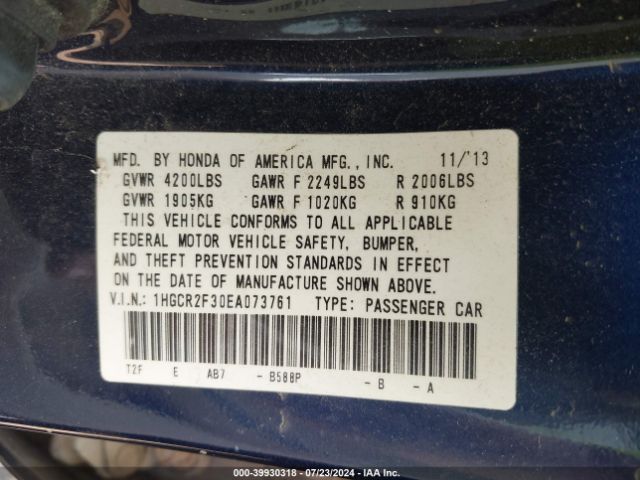 MFD. BY HONDA OF AMERICA MFG., INC. 11/'13
GVWR 4200LBS GAWR F 2249LBS R 2006LBS
GVWR 1905KG GAWR F 1020KG R 910KG
THIS VEHICLE CONFORMS TO ALL APPLICABLE
FEDERAL MOTOR VEHICLE SAFETY, BUMPER,
AND THEFT PREVENTION STANDARDS IN EFFECT
ON THE DATE OF MANUFACTURE SHOWN ABOVE.
V.I.N.: 1HGCR2F30EA073761 TYPE: PASSENGER CAR
T2F E AB7 - B588P - B - A
000-39930318 - 07/23/2024 - IAA Inc.